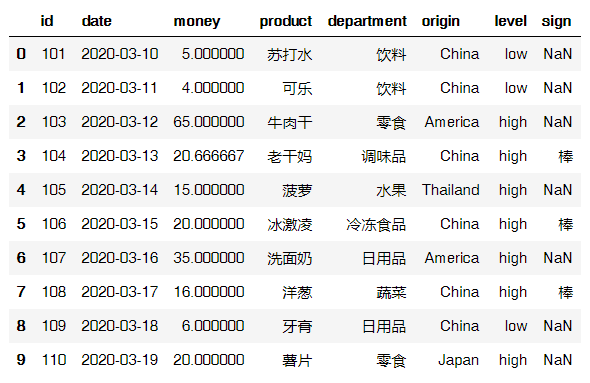 id date money product department origin level sign
0 101 2020-03-10 5.000000 苏打水 饮料 China low NaN
1 102 2020-03-11 4.000000 可乐 饮料 China low NaN
2 103 2020-03-12 65.000000 牛肉干 零食 America high NaN
3 104 2020-03-13 20.666667 老干妈 调味品 China high 棒
4 105 2020-03-14 15.000000 菠萝 水果 Thailand high NaN
5 106 2020-03-15 20.000000 冰激凌 冷冻食品 China high 棒
6 107 2020-03-16 35.000000 洗面奶 日用品 America high NaN
7 108 2020-03-17 16.000000 洋葱 蔬菜 China high 棒
8 109 2020-03-18 6.000000 牙膏 日用品 China low NaN
9 110 2020-03-19 20.000000 薯片 零食 Japan high NaN